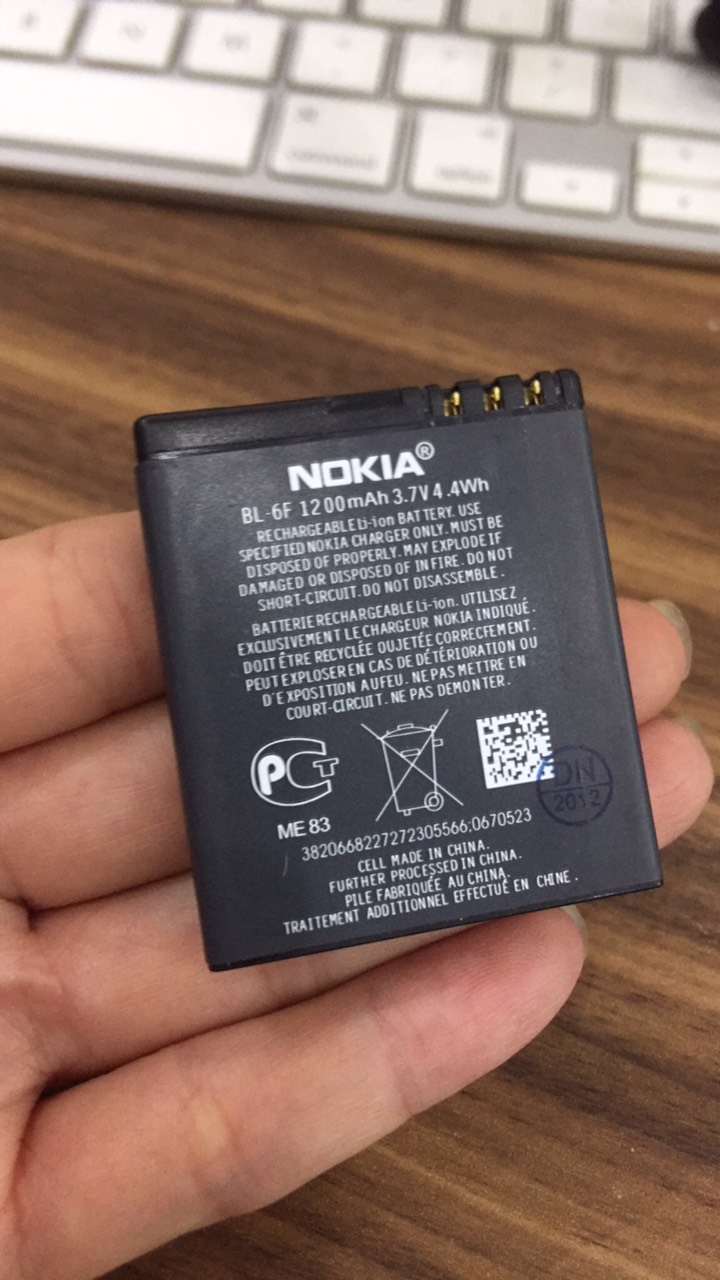 NOKIA®
BL-6F 1200mAh 3.7V 4.4Wh
RECHARGEABLE Li-ion BATTERY. USE
SPECIFIED NOKIA CHARGER ONLY. MUST BE
DISPOSED OF PROPERLY. MAY EXPLODE IF
DAMAGED OR DISPOSED OF IN FIRE. DO NOT
SHORT-CIRCUIT. DO NOT DISASSEMBLE.
BATTERIE RECHARGEABLE Li-ion. UTILISEZ
EXCLUSIVEMENT LE CHARGEUR NOKIA INDIQUÉ.
DOIT ÊTRE RECYCLÉE OUJETÉE CORRECFEMENT.
PEUT EXPLOSER EN CAS DE DÉTÉRIORATION OU
D'EXPOSITION AUFEU. NE PAS METTRE EN
COURT-CIRCUIT. NE PAS DEMONTER.
PCT
DN
2012
ME 83
3820668227272305566:0670523
CELL MADE IN CHINA.
FURTHER PROCESSED IN CHINA.
PILE FABRIQUÉE AU CHINA.
TRAITEMENT ADDITIONNEL EFFECTUÉ EN CHINE.